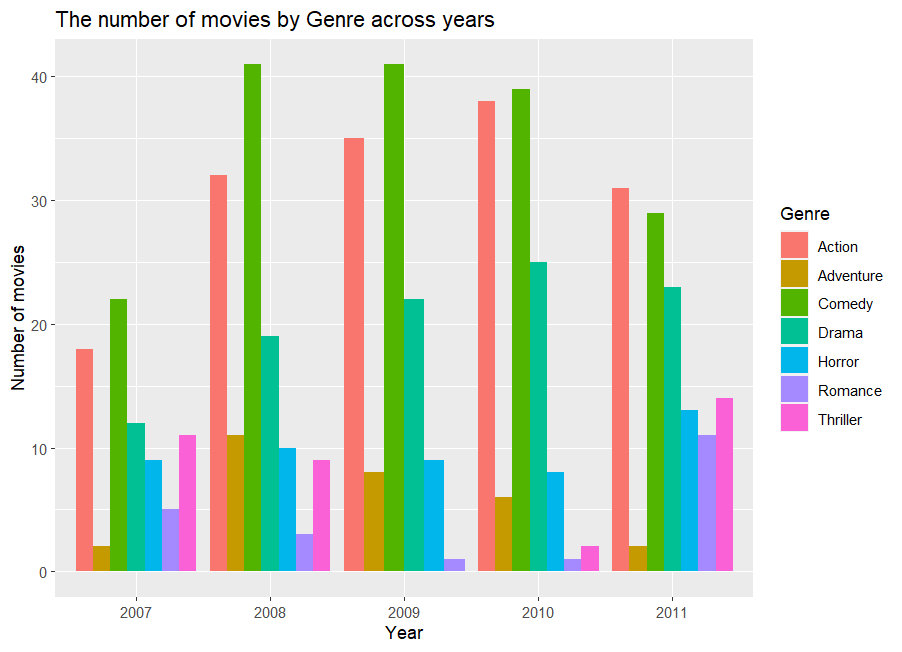 The number of movies by Genre across years
Number of movies
40
30
20
10
0
2007 2008 2009 2010 2011
Year
Genre
Action
Adventure
Comedy
Drama
Horror
Romance
Thriller